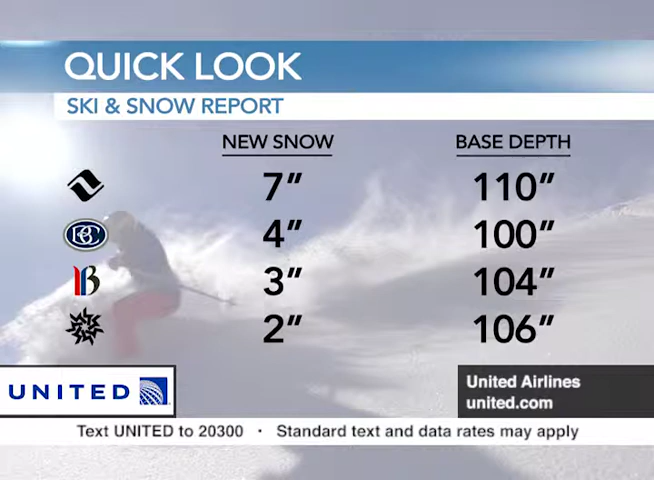 QUICK LOOK
SKI & SNOW REPORT
NEW SNOW BASE DEPTH
7" 110"
BC 4" 100"
B 3" 104"
2" 106"
UNITED
United Airlines
united.com
Text UNITED to 20300 · Standard text and data rates may apply